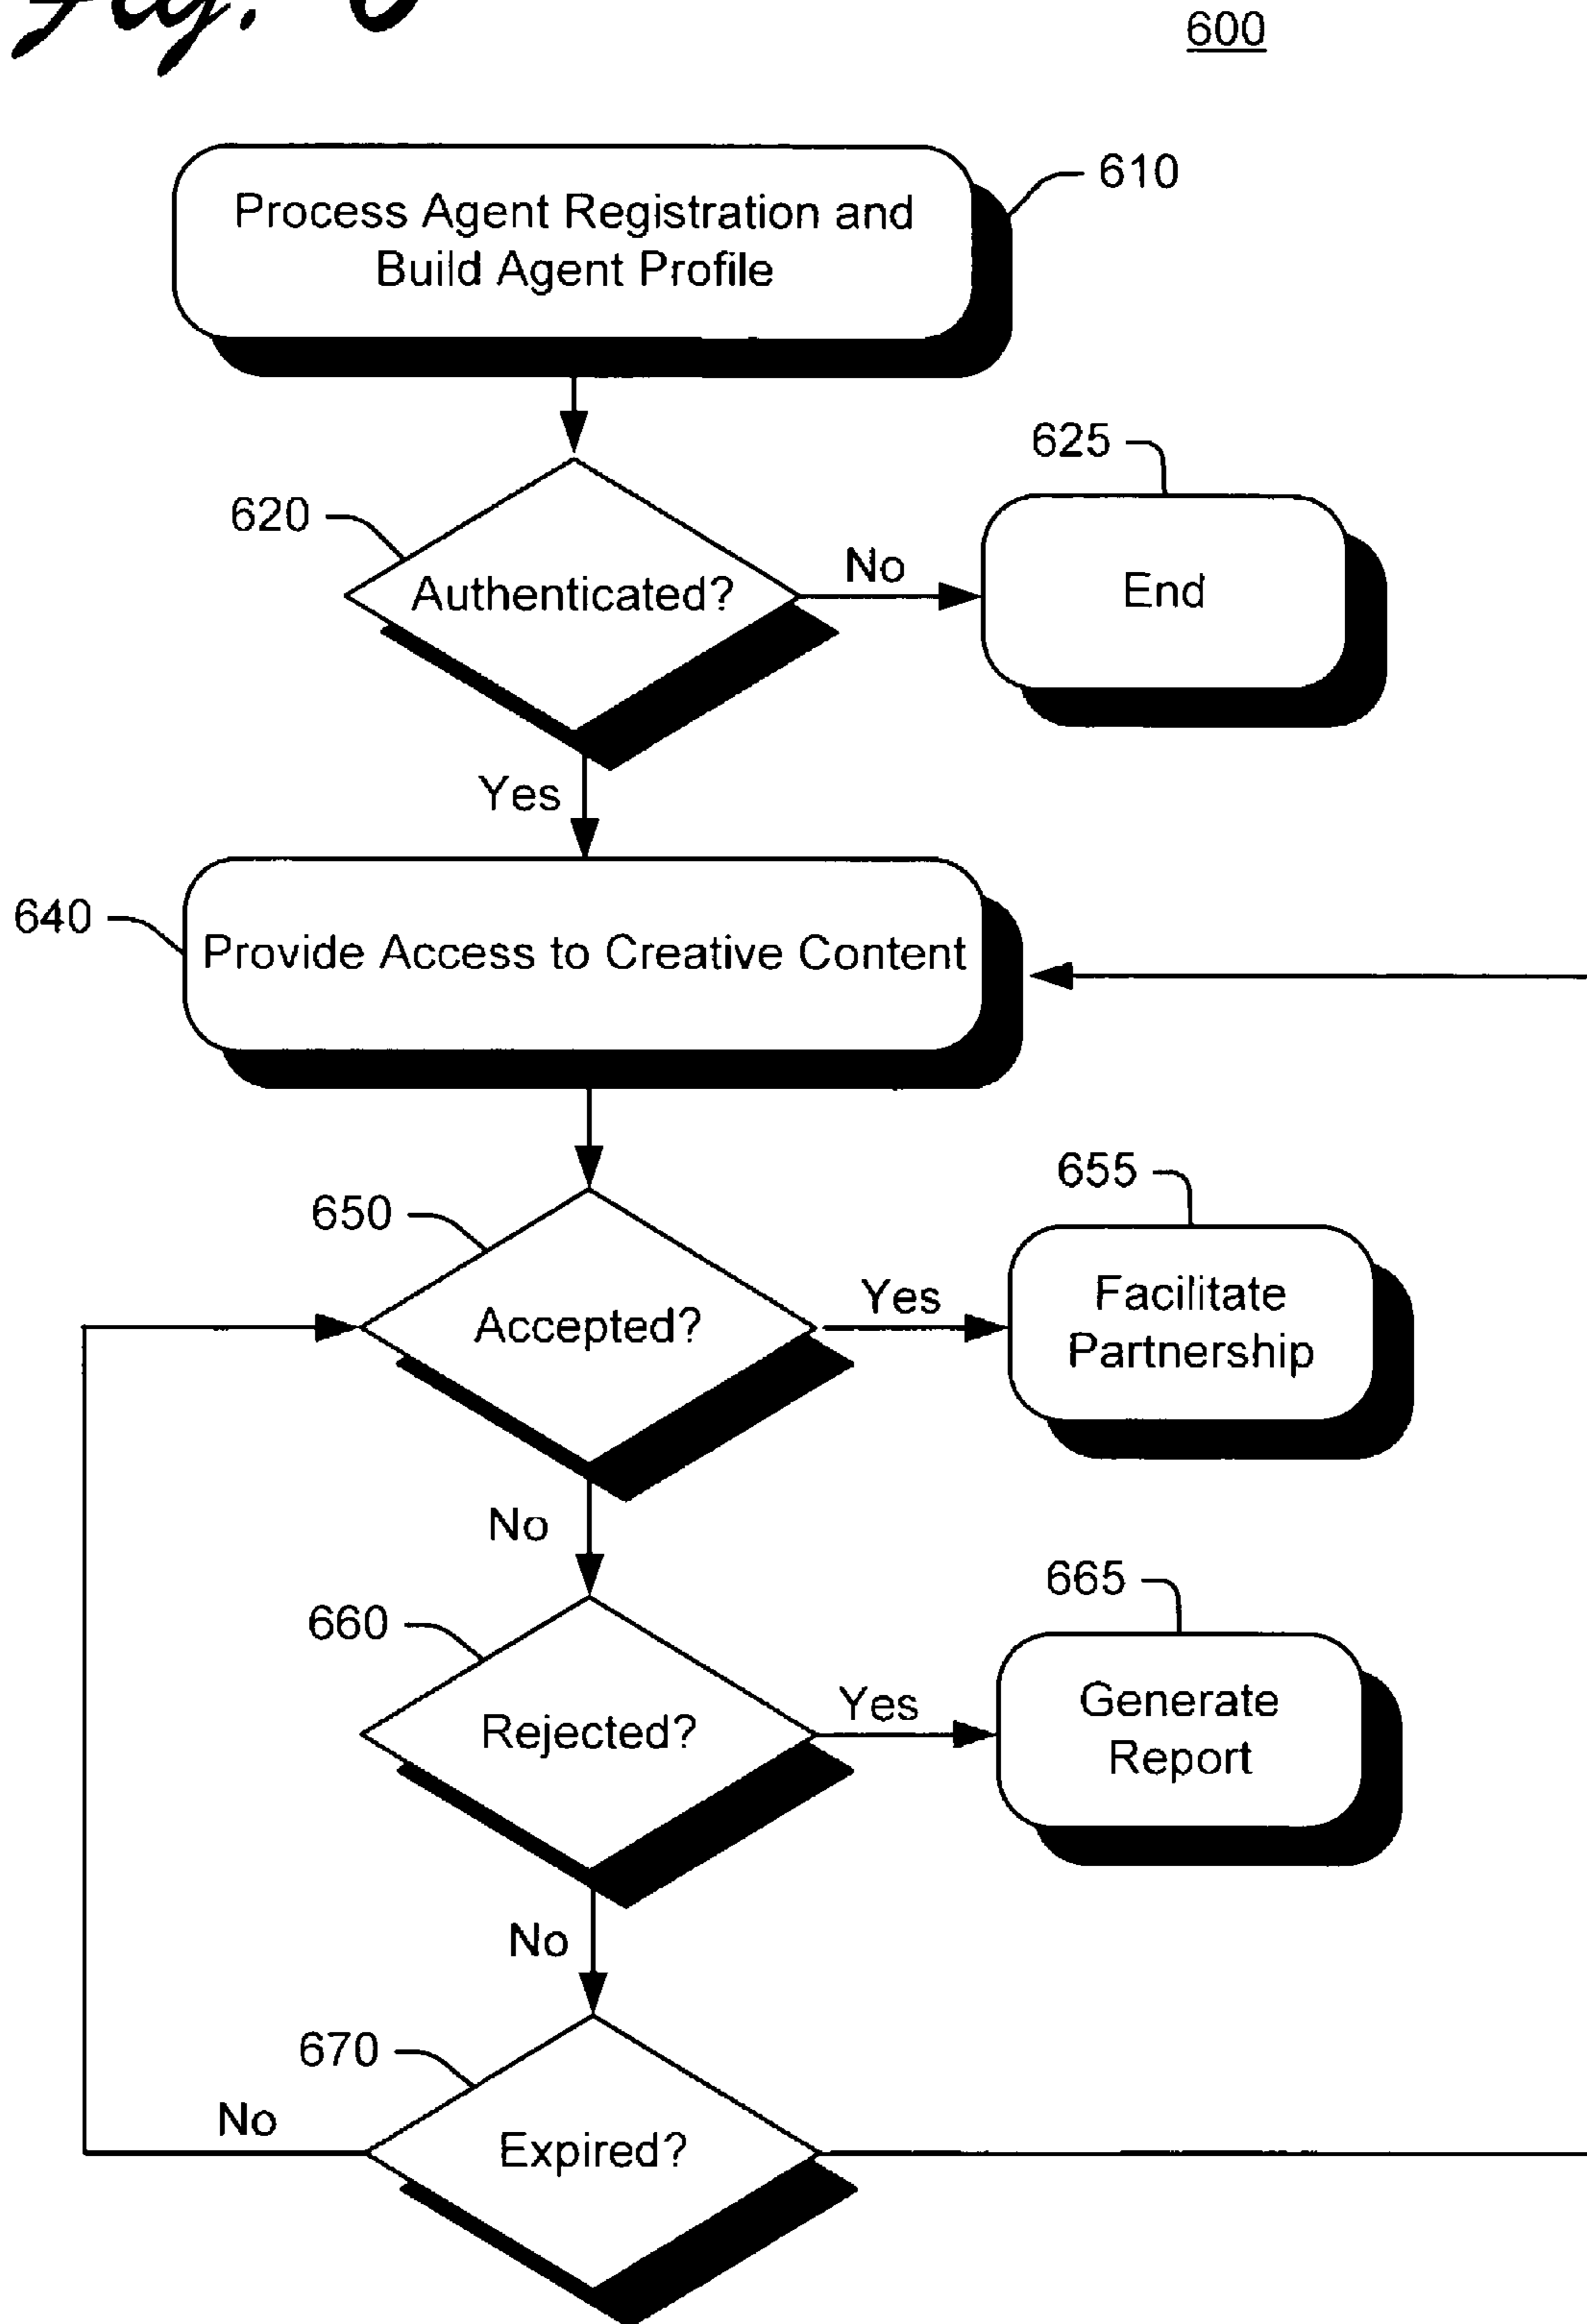 Fig. 6
600
610
Process Agent Registration and
Build Agent Profile
625
620
No
Authenticated?
End
Yes
640
Provide Access to Creative Content
655
650
Yes
Facilitate
Accepted?
Partnership
No
665
660
Yes
Generate
Rejected?
Report
No
670
No
Expired?